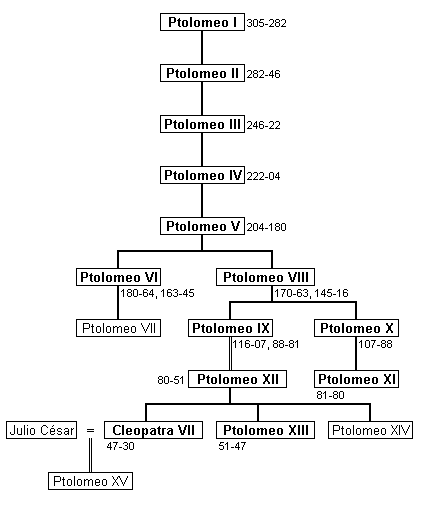 Ptolomeo I 305-282
Ptolomeo II 282-46
Ptolomeo III 246-22
Ptolomeo IV 222-04
Ptolomeo V 204-180
Ptolomeo VI Ptolomeo VIII
180-64, 163-45 170-63, 145-16
Ptolomeo VII Ptolomeo IX Ptolomeo X
116-07, 88-81 107-88
80-51 Ptolomeo XII Ptolomeo XI
81-80
Julio César = Cleopatra VII Ptolomeo XIII Ptolomeo XIV
47-30 51-47
Ptolomeo XV